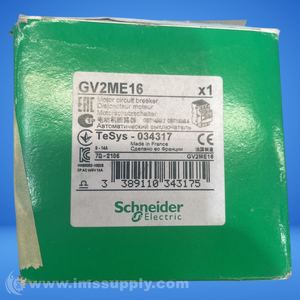 GV2ME16 x1
Motor circuit breaker
Disjoncteur moteur
Motorschutzschalter
Автоматический выключатель
TeSys - 034317
Made in France
Сделано во Франции
9 - 14A
7Q-2106 GV2ME16
3 389110 343175
Schneider
Electric
© www.imssupply.com